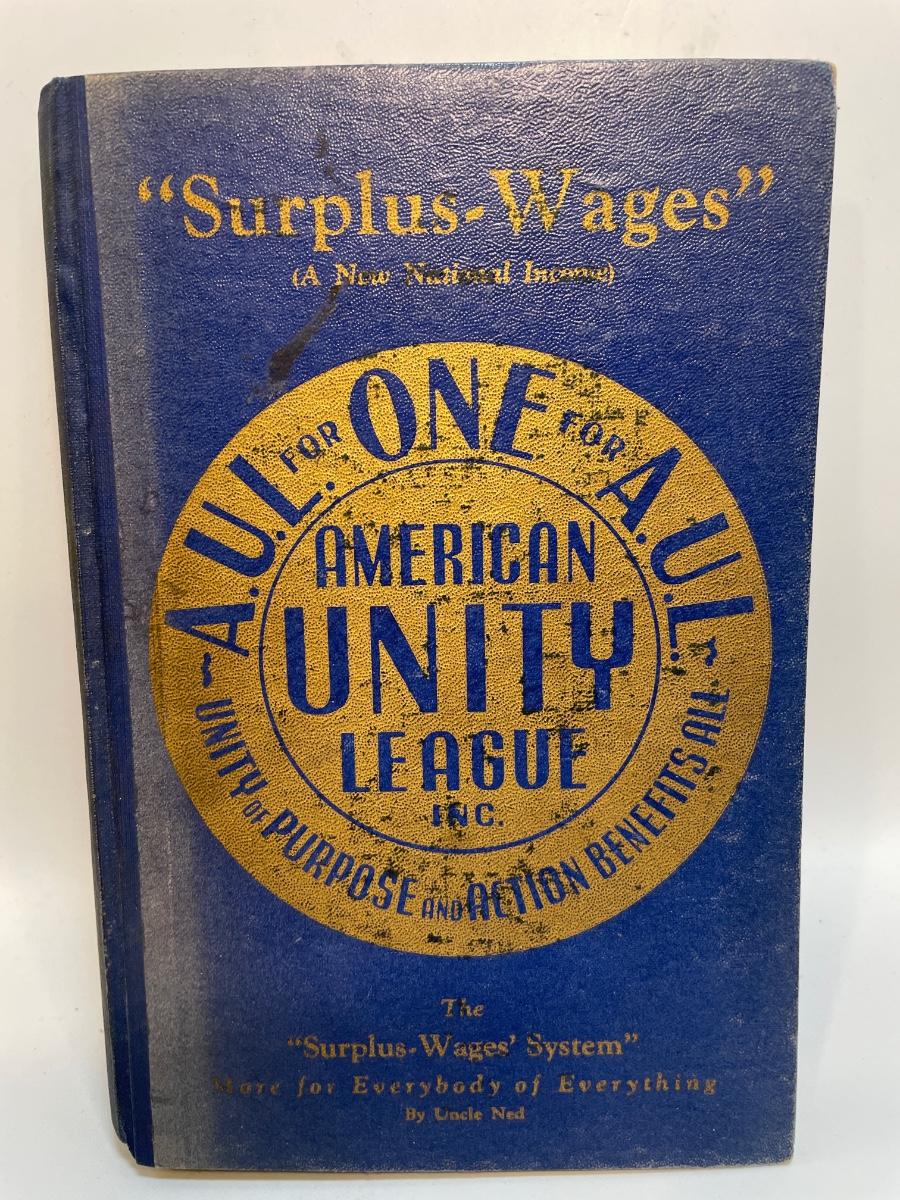 "Surplus-Wages"
(A New National Income)
A.U.L. FOR ONE FOR A.U.L.
AMERICAN
UNITY
LEAGUE
INC.
UNITY OF PURPOSE AND ACTION BENEFITS ALL
The
"Surplus-Wages' System"
More for Everybody of Everything
By Uncle Ned